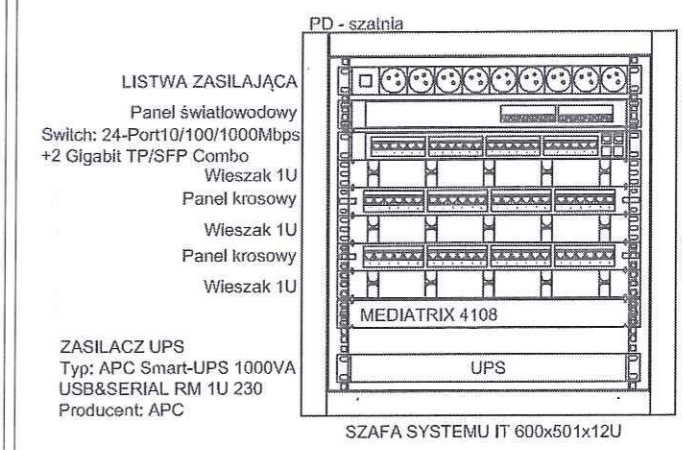 PD - szatnia
LISTWA ZASILAJĄCA
Panel światłowodowy
Switch: 24-Port10/100/1000Mbps
+2 Gigabit TP/SFP Combo
Wieszak 1U
Panel krosowy
Wieszak 1U
Panel krosowy
Wieszak 1U
MEDIATRIX 4108
ZASILACZ UPS
Typ: APC Smart-UPS 1000VA
USB&SERIAL RM 1U 230
Producent: APC
UPS
SZAFA SYSTEMU IT 600x501x12U